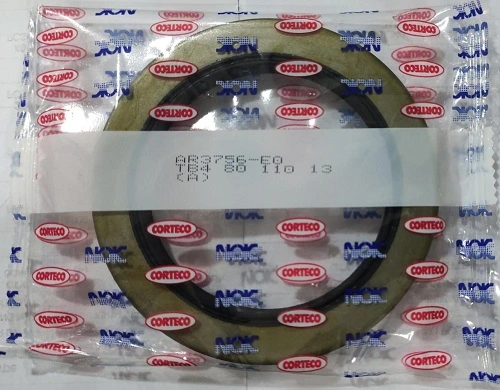 AR3756-E0
TB4 80 110 13
(A)
CORTECO
NOK